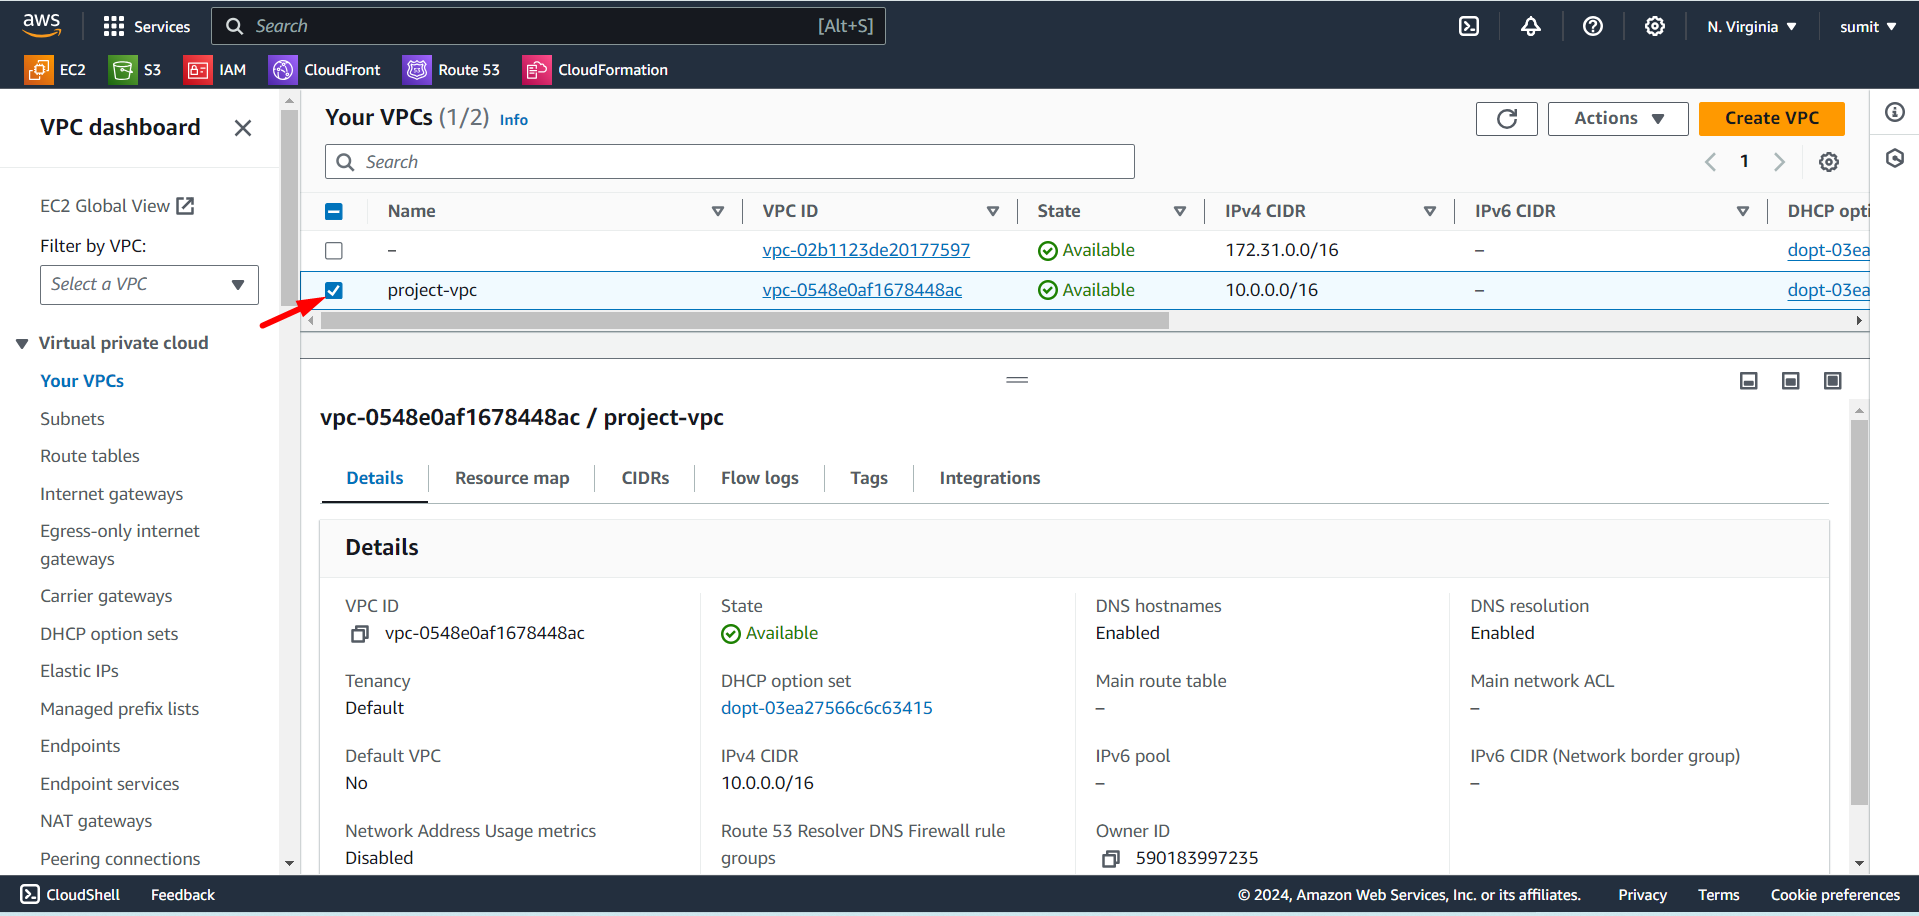 aws
Services
Search
[Alt+S]
N. Virginia
sumit
EC2
S3
IAM
CloudFront
Route 53
CloudFormation
VPC dashboard
EC2 Global View
Filter by VPC:
Select a VPC
Virtual private cloud
Your VPCs
Subnets
Route tables
Internet gateways
Egress-only internet
gateways
Carrier gateways
DHCP option sets
Elastic IPs
Managed prefix lists
Endpoints
Endpoint services
NAT gateways
Peering connections
Your VPCs (1/2) Info
Actions
Create VPC
Search
1
Name VPC ID State IPv4 CIDR IPv6 CIDR DHCP opti
– vpc-02b1123de20177597 Available 172.31.0.0/16 – dopt-03ea
project-vpc vpc-0548e0af1678448ac Available 10.0.0.0/16 – dopt-03ea
vpc-0548e0af1678448ac / project-vpc
Details Resource map CIDRs Flow logs Tags Integrations
Details
VPC ID
vpc-0548e0af1678448ac
State
Available
DNS hostnames
Enabled
DNS resolution
Enabled
Tenancy
Default
DHCP option set
dopt-03ea27566c6c63415
Main route table
–
Main network ACL
–
Default VPC
No
IPv4 CIDR
10.0.0.0/16
IPv6 pool
–
IPv6 CIDR (Network border group)
–
Network Address Usage metrics
Disabled
Route 53 Resolver DNS Firewall rule
groups
Owner ID
590183997235
CloudShell
Feedback
© 2024, Amazon Web Services, Inc. or its affiliates.
Privacy
Terms
Cookie preferences